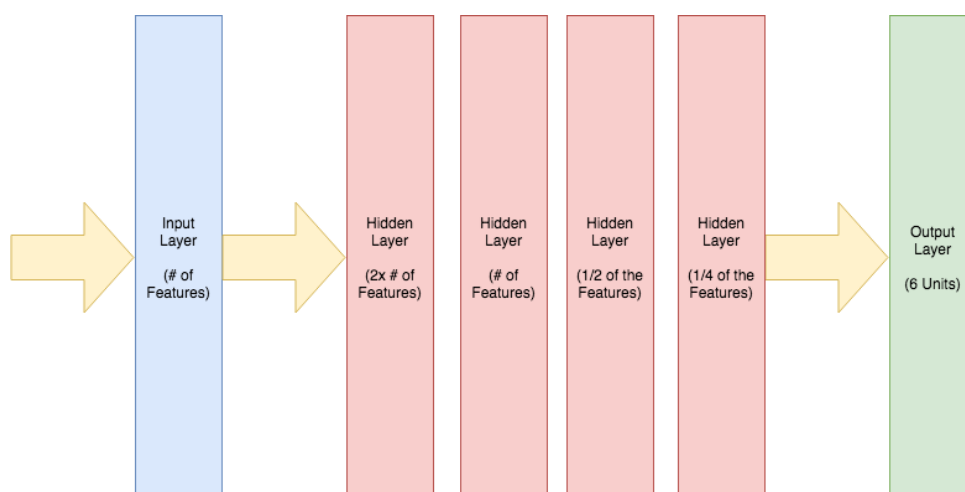 Input
Layer
(# of
Features)
Hidden
Layer
(2x # of
Features)
Hidden
Layer
(# of
Features)
Hidden
Layer
(1/2 of the
Features)
Hidden
Layer
(1/4 of the
Features)
Output
Layer
(6 Units)